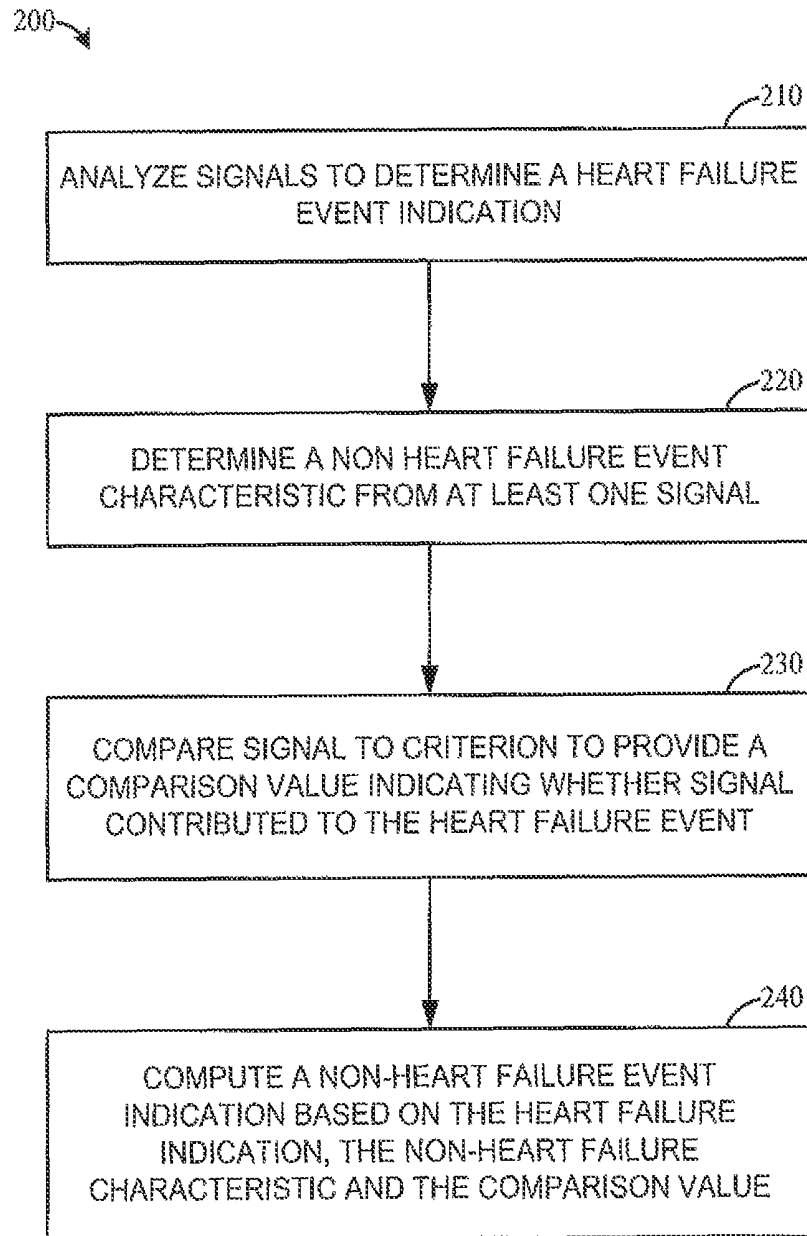 200
210
ANALYZE SIGNALS TO DETERMINE A HEART FAILURE
EVENT INDICATION
220
DETERMINE A NON HEART FAILURE EVENT
CHARACTERISTIC FROM AT LEAST ONE SIGNAL
230
COMPARE SIGNAL TO CRITERION TO PROVIDE A
COMPARISON VALUE INDICATING WHETHER SIGNAL
CONTRIBUTED TO THE HEART FAILURE EVENT
240
COMPUTE A NON-HEART FAILURE EVENT
INDICATION BASED ON THE HEART FAILURE
INDICATION, THE NON-HEART FAILURE
CHARACTERISTIC AND THE COMPARISON VALUE